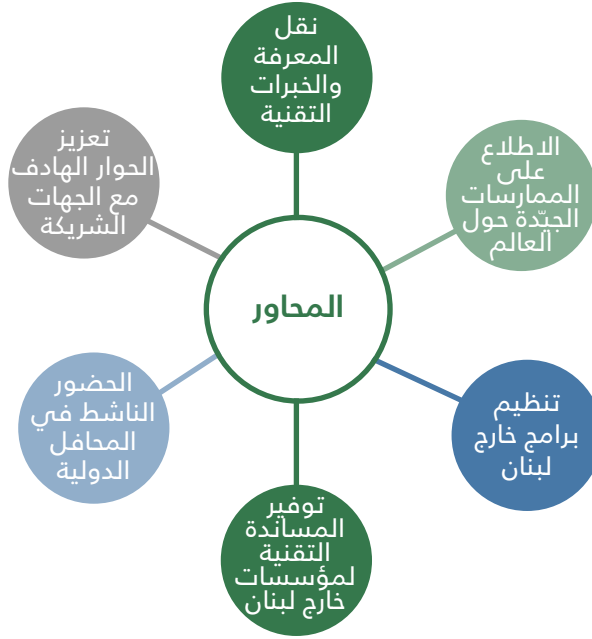 نقل
المعرفة
والخبرات
التقنية
الاطلاع
على
الممارسات
الجيّدة حول
العالم
تنظيم
برامج خارج
لبنان
توفير
المساندة
التقنية
لمؤسسات
خارج لبنان
الحضور
الناشط في
المحافل
الدولية
تعزيز
الحوار الهادف
مع الجهات
الشريكة
المحاور